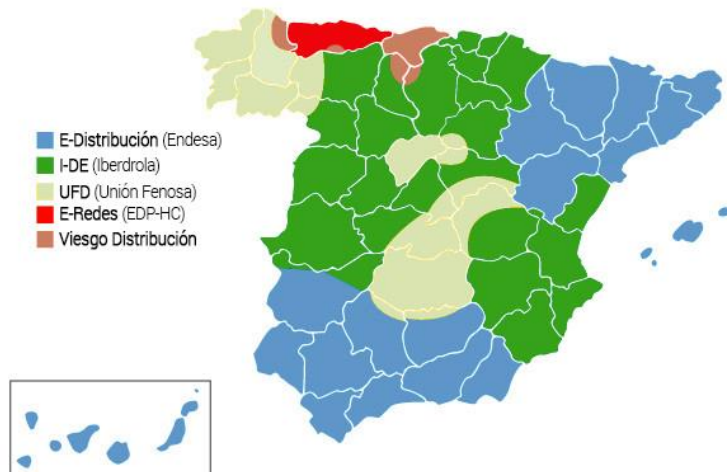 E-Distribución (Endesa)
I-DE (Iberdrola)
UFD (Unión Fenosa)
E-Redes (EDP-HC)
Viesgo Distribución